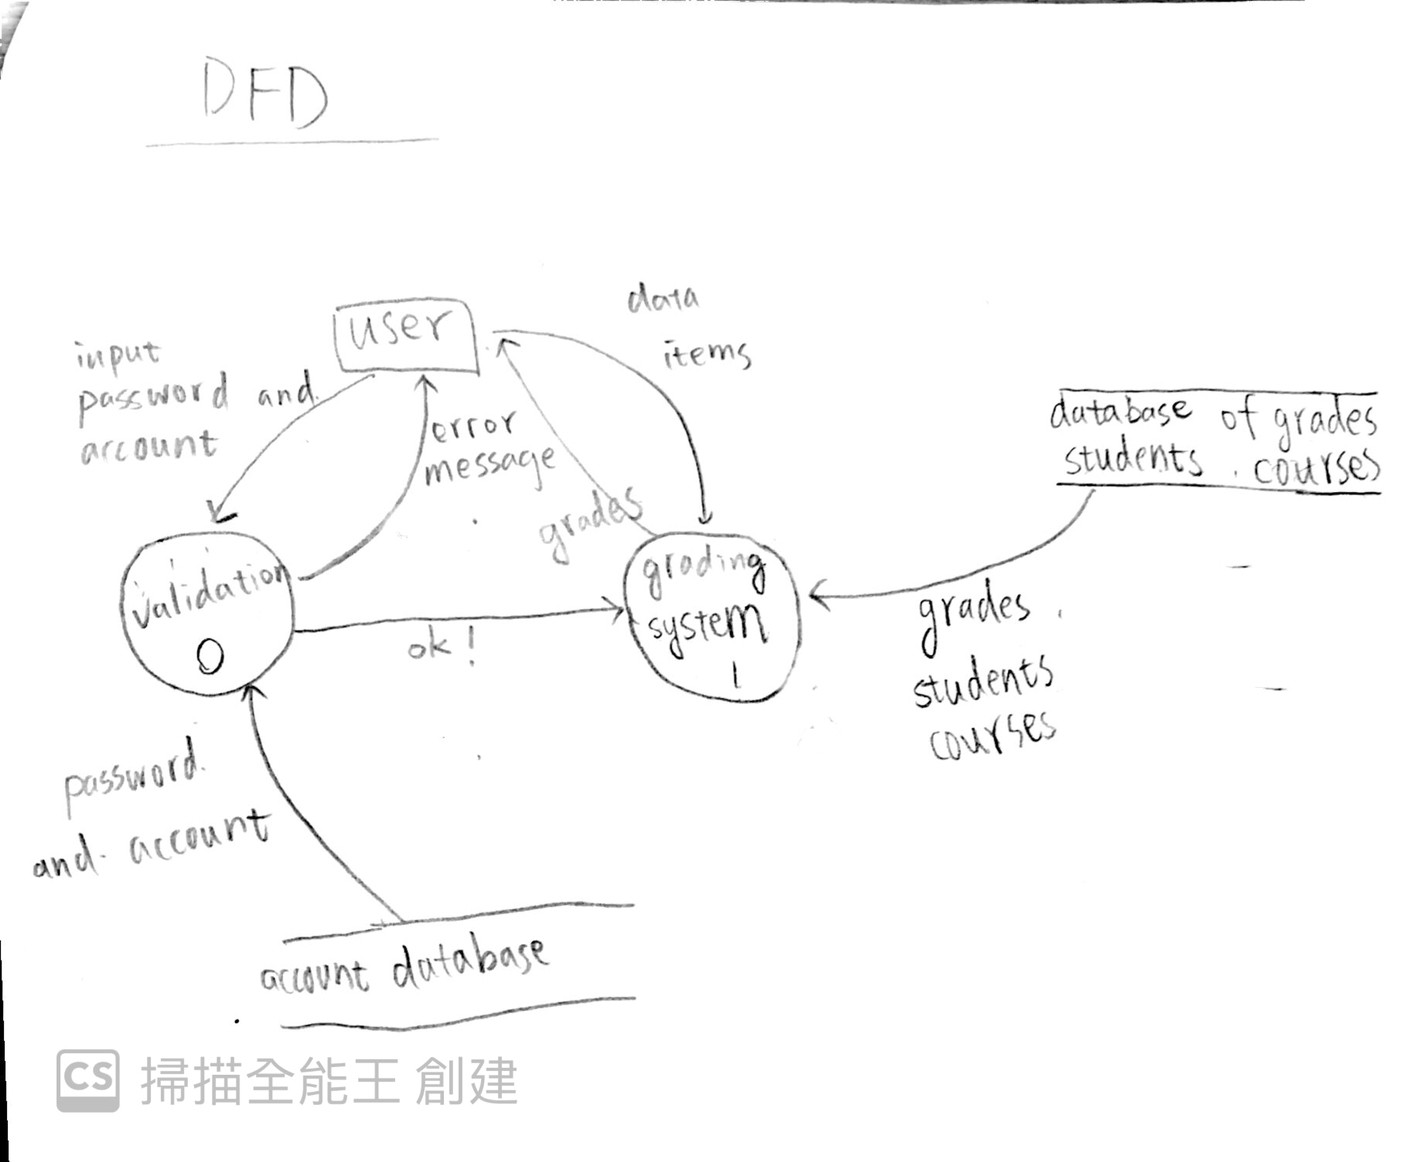 DFD
user
data
items
input
password and
account
error
message
grades
database of grades
students . courses
validation
0
ok!
grading
system
1
grades .
students
courses
password.
and. account
account database
CS 掃描全能王 創建